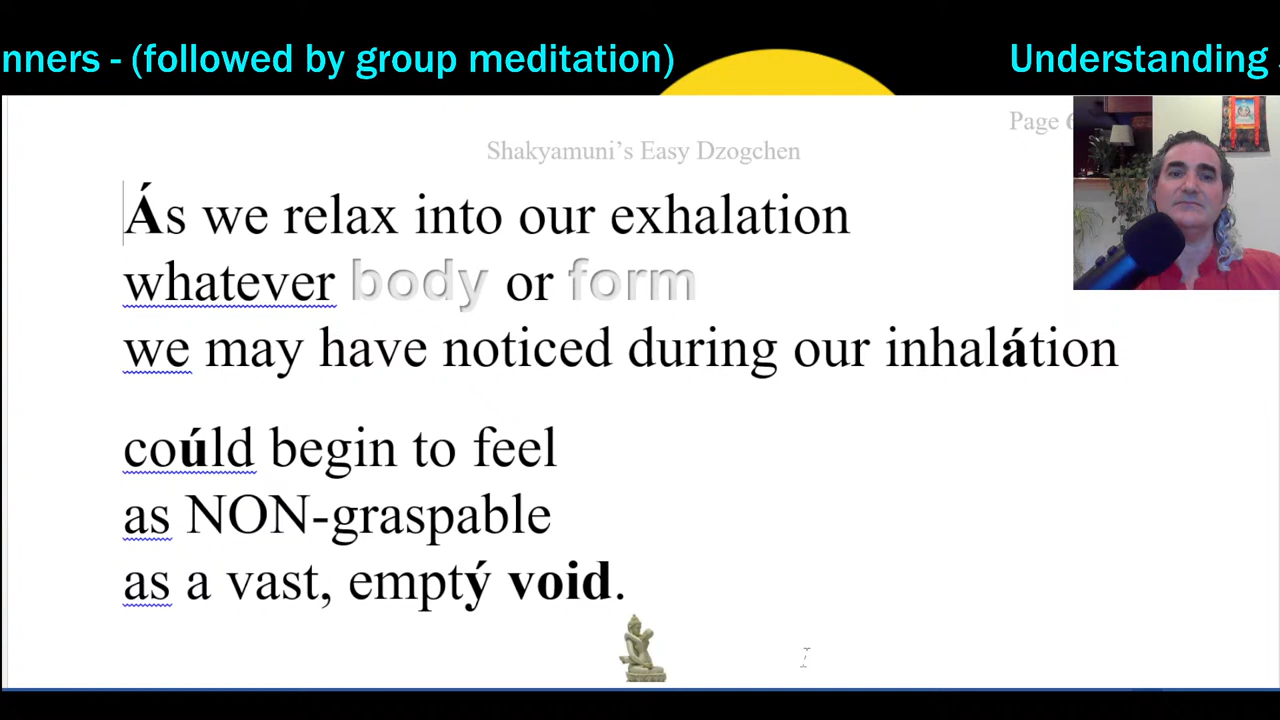 nners - (followed by group meditation) Understanding
Page
Shakyamuni’s Easy Dzogchen
Ás we relax into our exhalation
whatever body or form
we may have noticed during our inhalátion
coúld begin to feel
as NON-graspable
as a vast, emptý void.